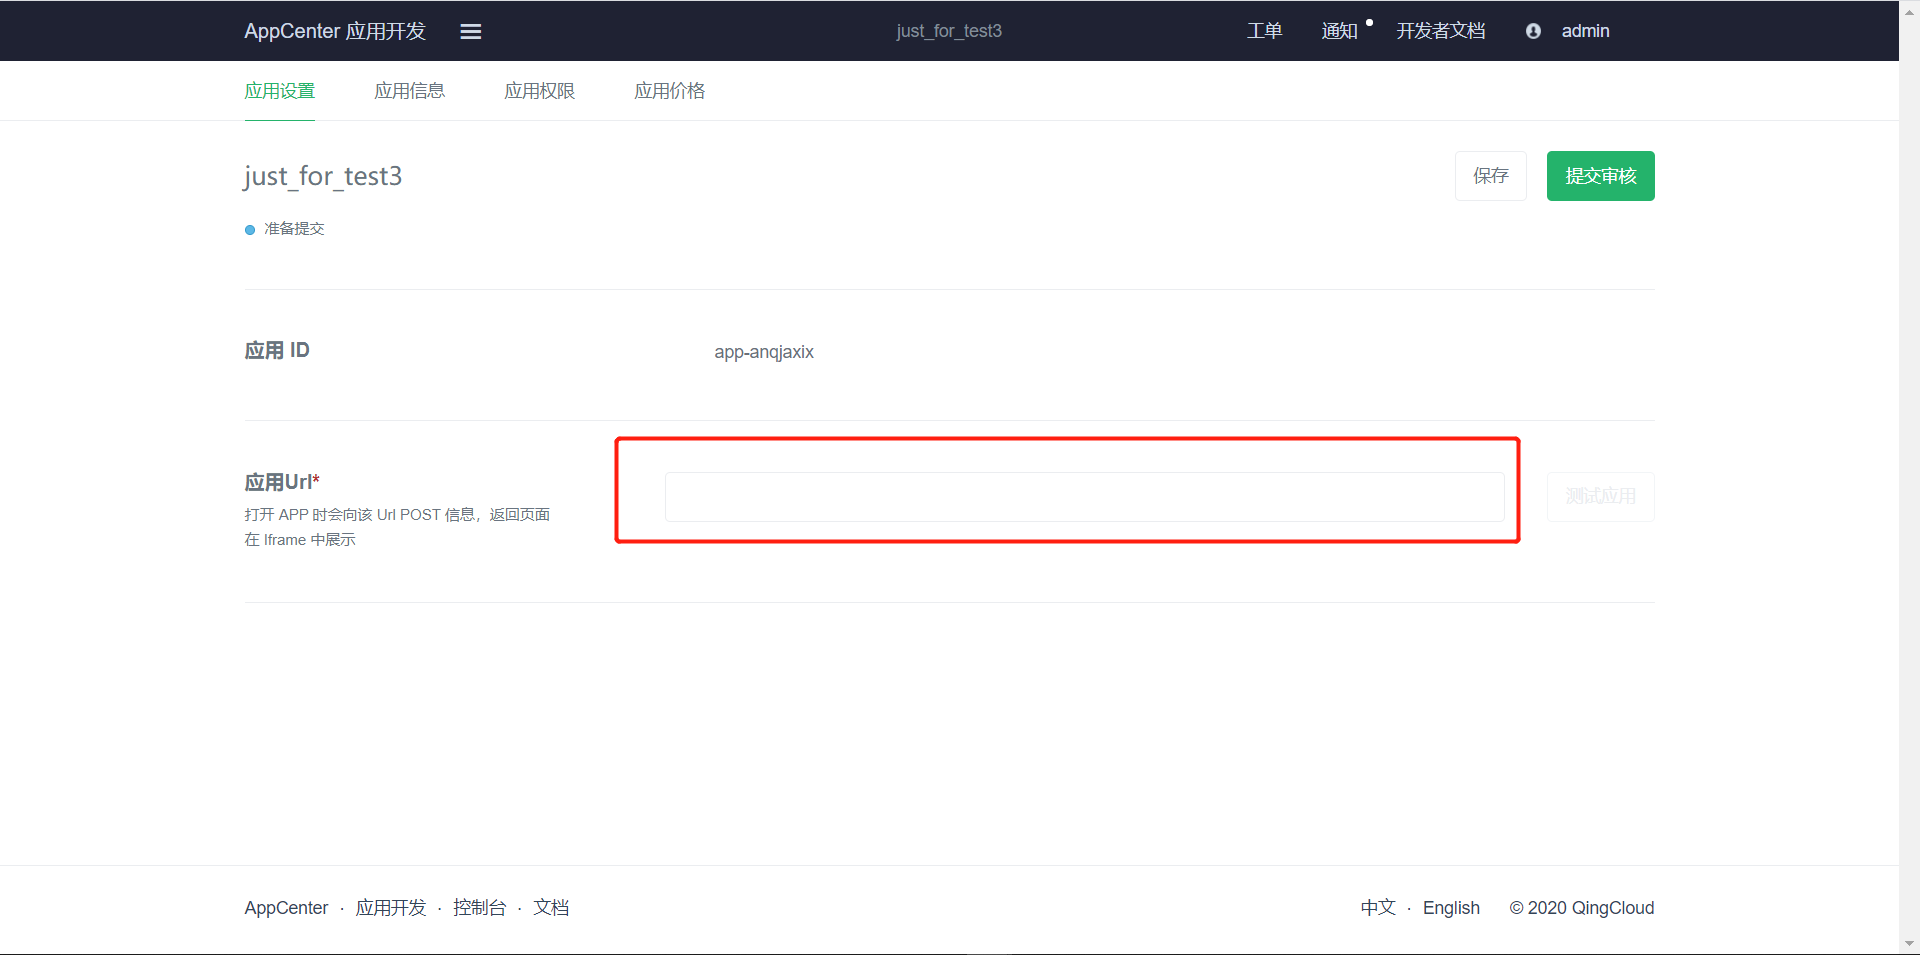 AppCenter 应用开发
just_for_test3
工单 通知 开发者文档 admin
应用设置 应用信息 应用权限 应用价格
just_for_test3
保存 提交审核
准备提交
应用 ID
app-anqjaxix
应用Url*
打开 APP 时会向该 Url POST 信息，返回页面
在 Iframe 中展示
测试应用
AppCenter · 应用开发 · 控制台 · 文档
中文 · English © 2020 QingCloud